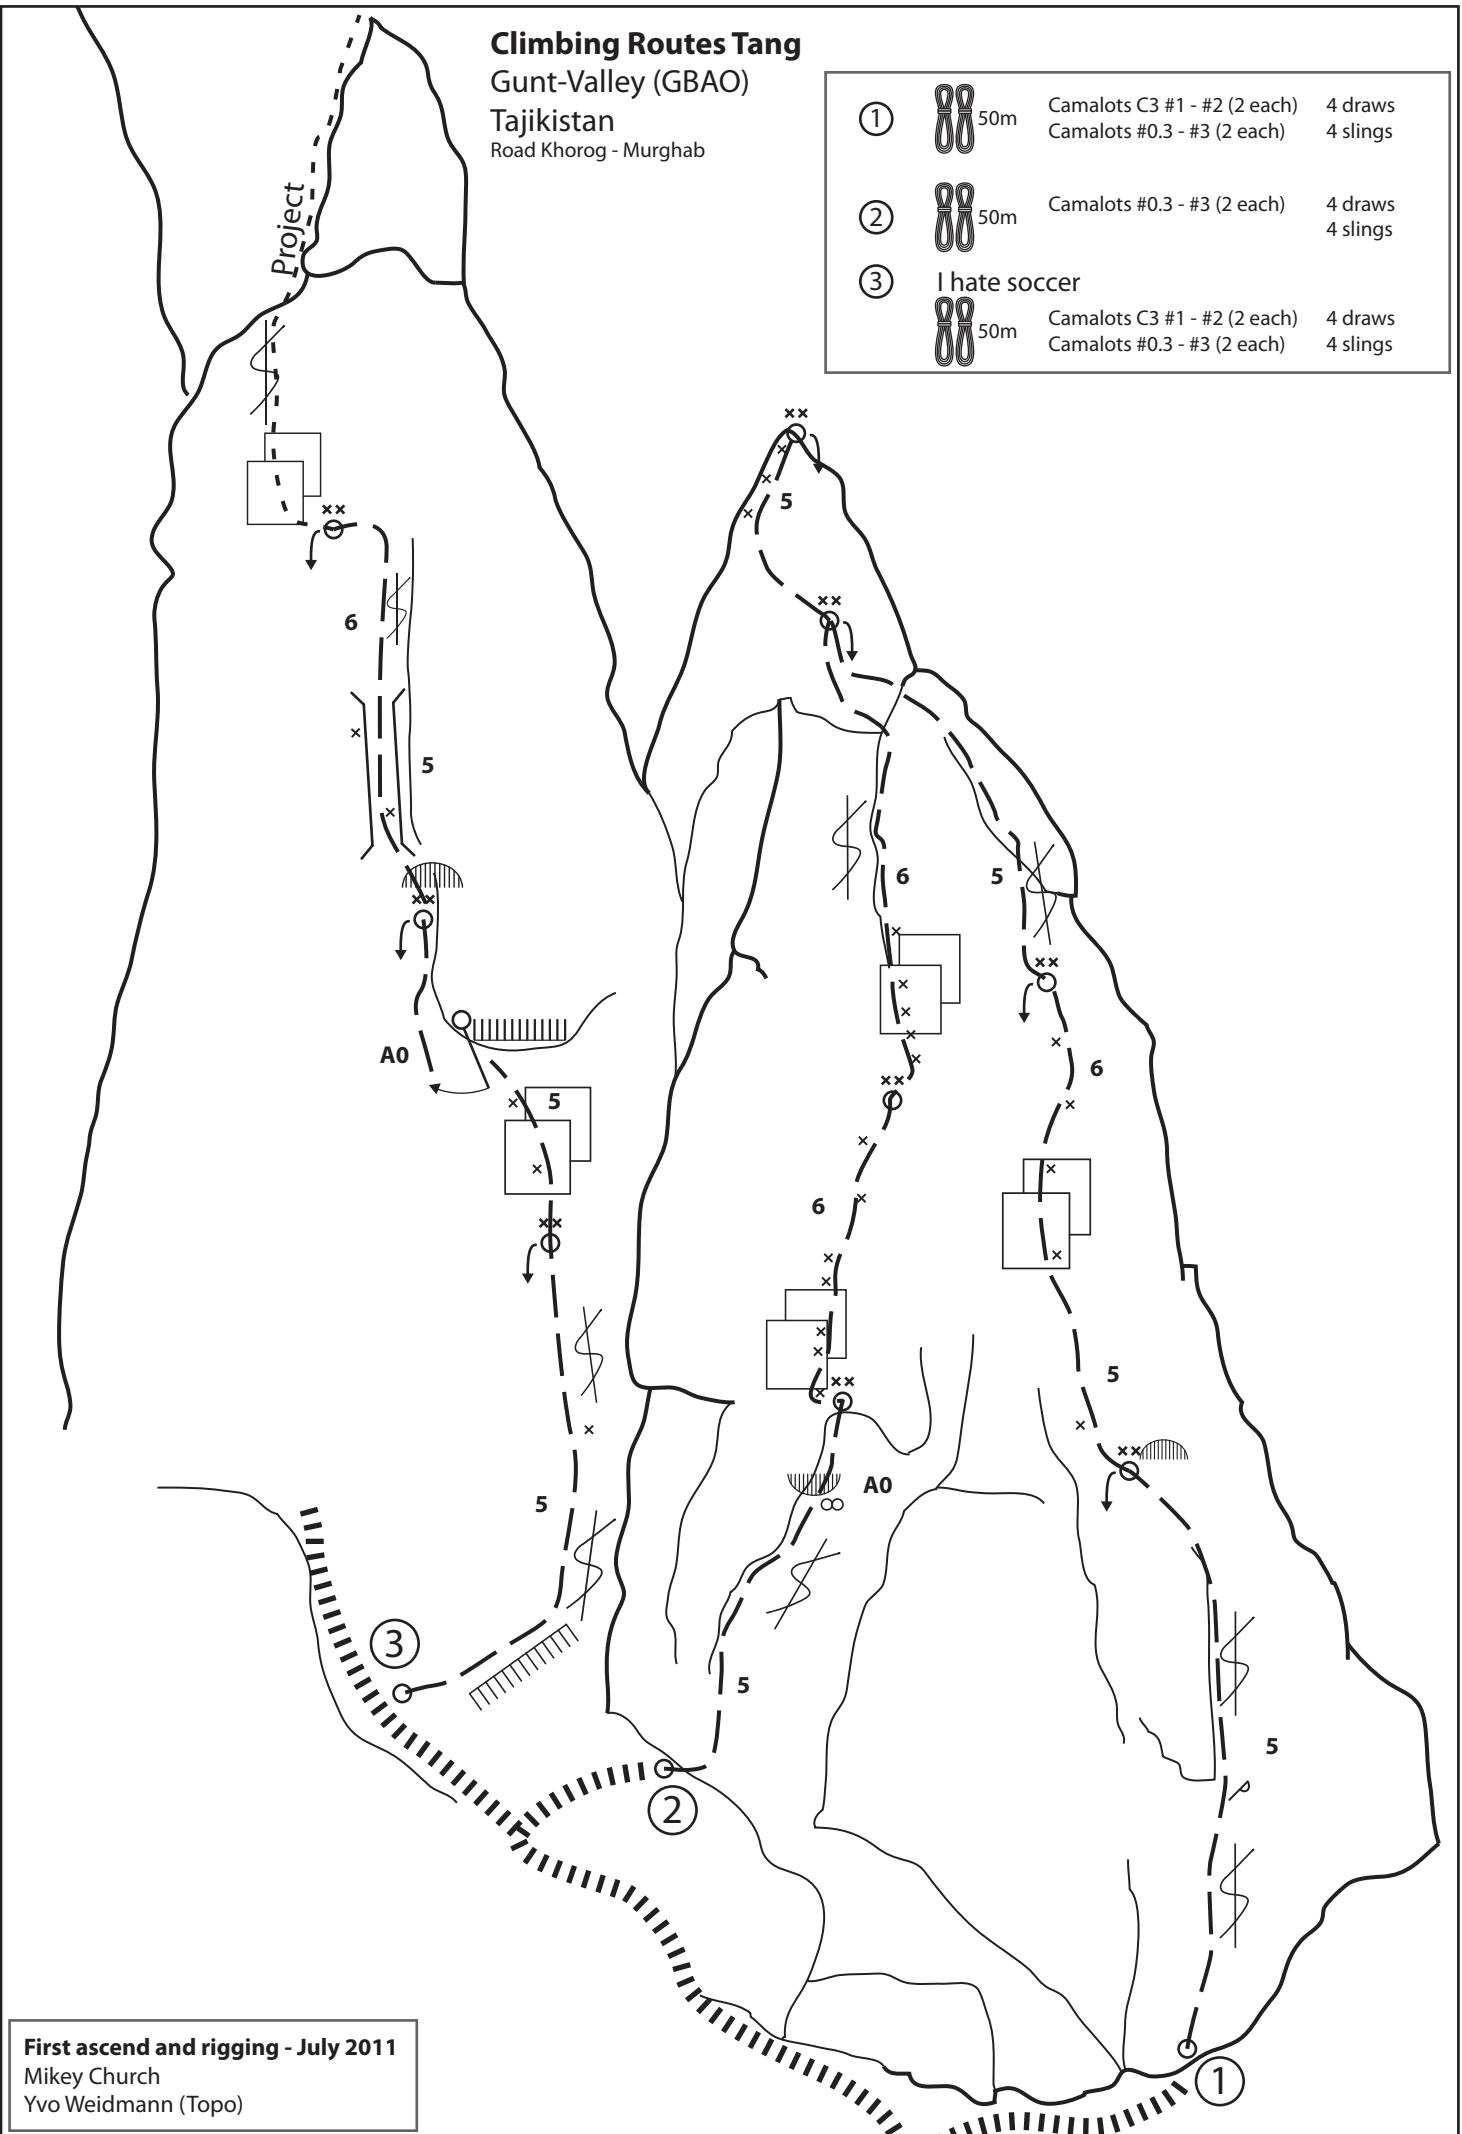 Climbing Routes Tang
Gunt-Valley (GBAO)
Tajikistan
Road Khorog - Murghab
1 50m Camalots C3 #1 - #2 (2 each) 4 draws
Camalots #0.3 - #3 (2 each) 4 slings
2 50m Camalots #0.3 - #3 (2 each) 4 draws
4 slings
3 I hate soccer
50m Camalots C3 #1 - #2 (2 each) 4 draws
Camalots #0.3 - #3 (2 each) 4 slings
Project
5
6
5
6
5
A0
6
5
6
5
A0
5
3
5
5
2
1
First ascend and rigging - July 2011
Mikey Church
Yvo Weidmann (Topo)